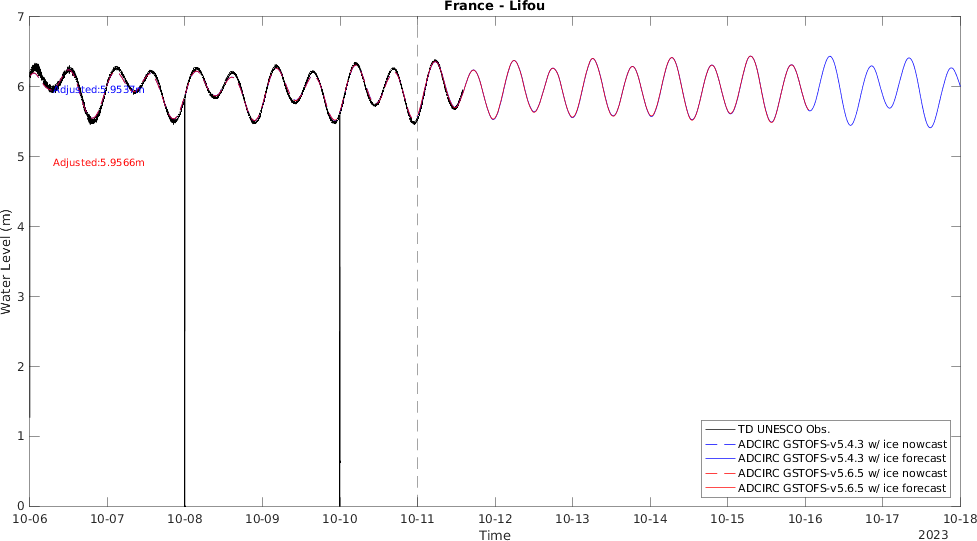 France - Lifou
7
6
5
4
3
2
1
0
Water Level (m)
Adjusted:5.9537m
Adjusted:5.9566m
TD UNESCO Obs.
ADCIRC GSTOFS-v5.4.3 w/ ice nowcast
ADCIRC GSTOFS-v5.4.3 w/ ice forecast
ADCIRC GSTOFS-v5.6.5 w/ ice nowcast
ADCIRC GSTOFS-v5.6.5 w/ ice forecast
10-06 10-07 10-08 10-09 10-10 10-11 10-12 10-13 10-14 10-15 10-16 10-17 10-18
Time
2023